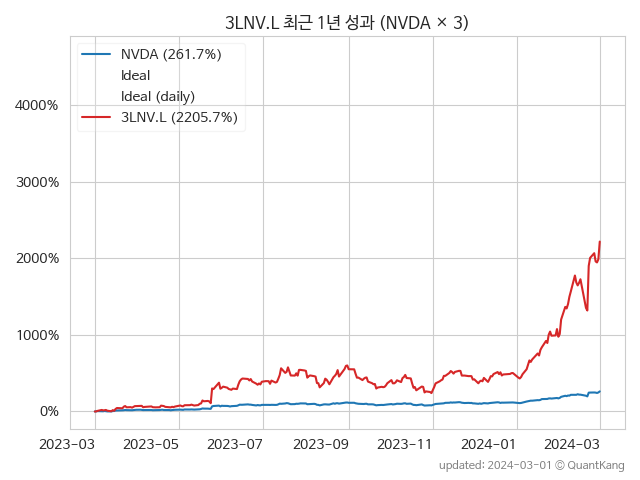 3LNV.L 최근 1년 성과 (NVDA × 3)
NVDA (261.7%)
Ideal
Ideal (daily)
3LNV.L (2205.7%)
4000%
3000%
2000%
1000%
0%
2023-03 2023-05 2023-07 2023-09 2023-11 2024-01 2024-03
updated: 2024-03-01 © QuantKang